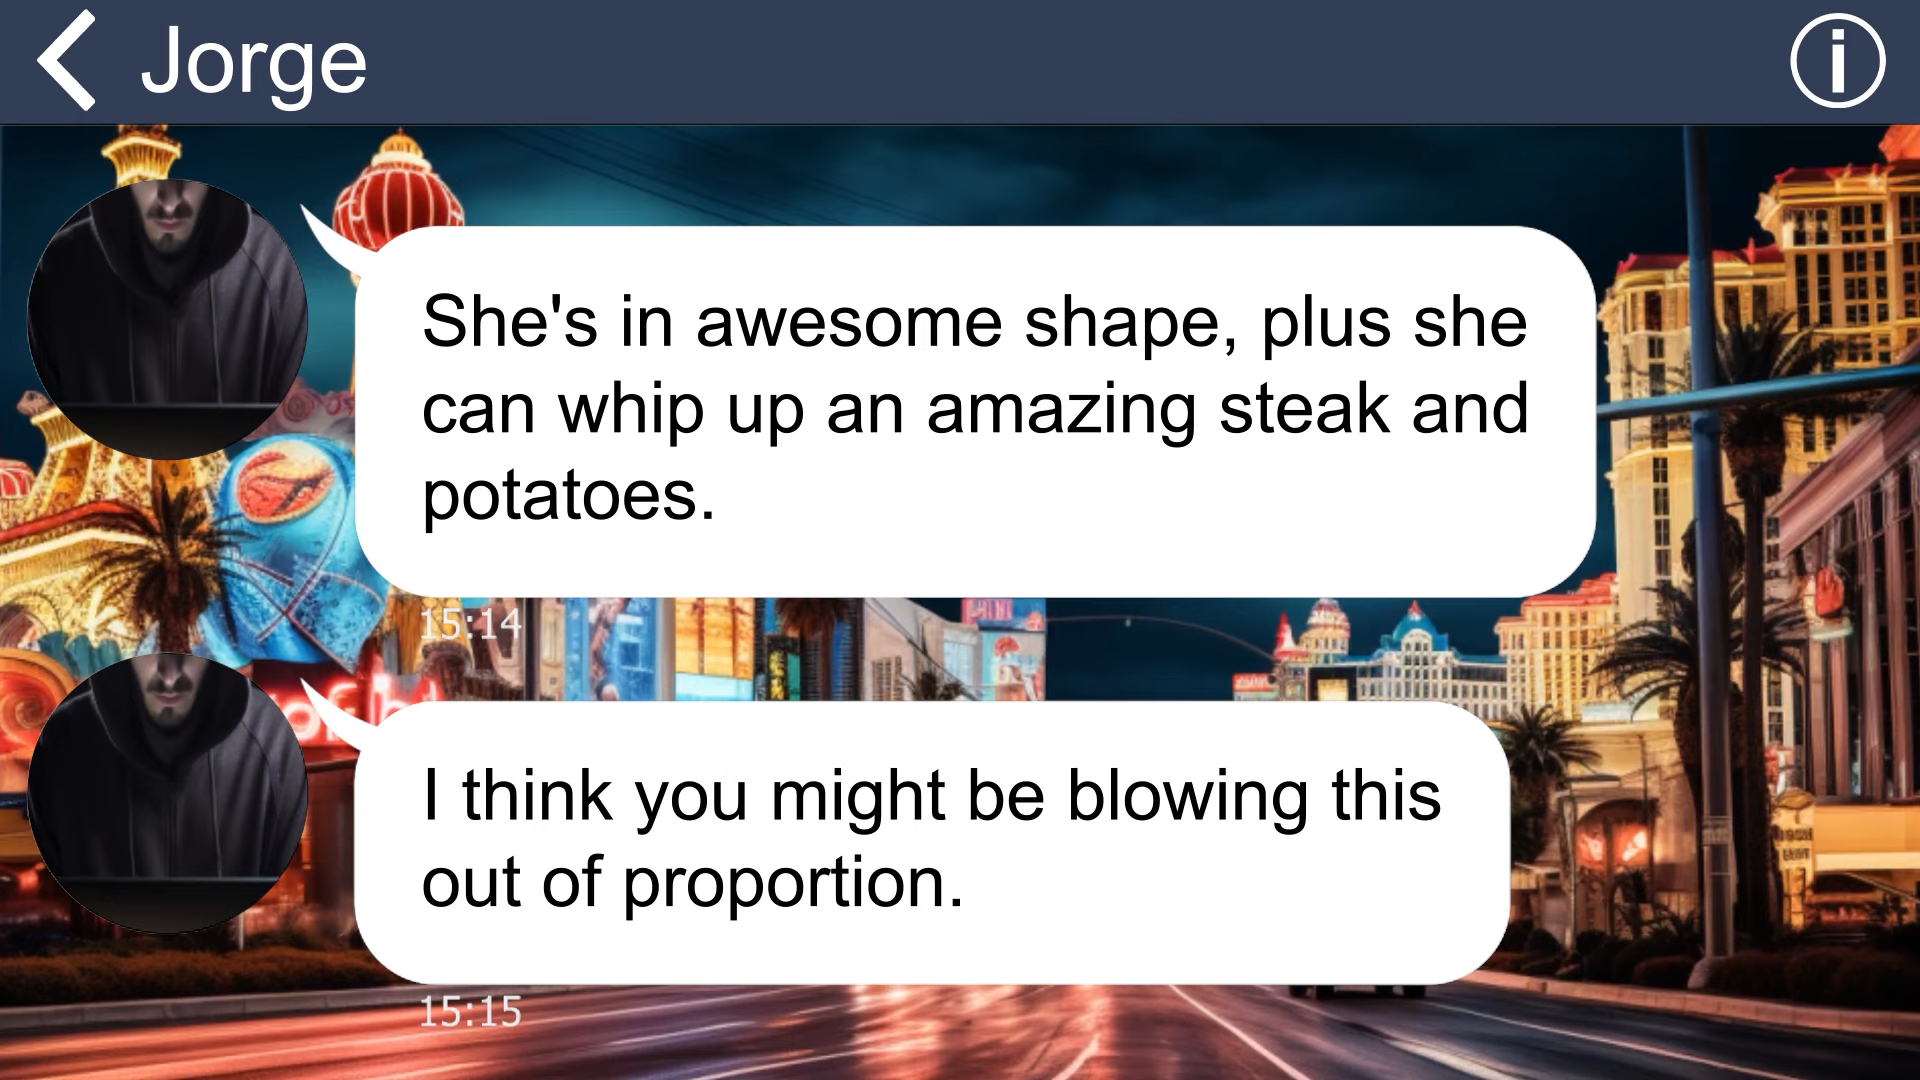 Jorge
She's in awesome shape, plus she
can whip up an amazing steak and
potatoes.
15:14
I think you might be blowing this
out of proportion.
15:15